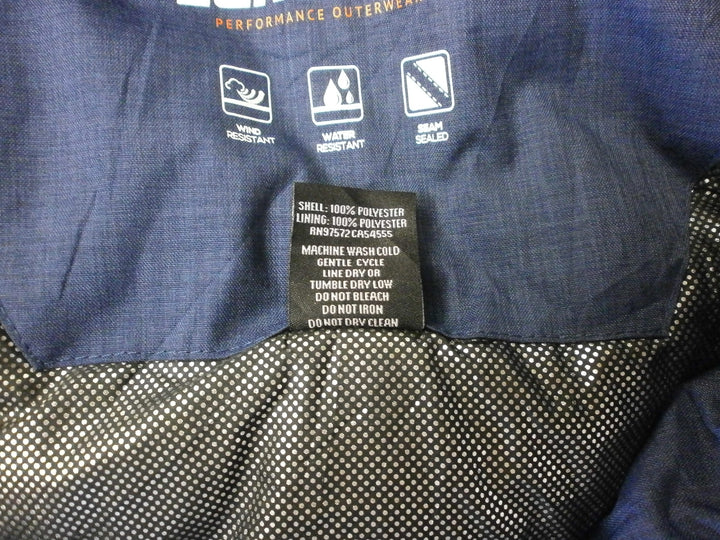 PERFORMANCE OUTERWEAR
WIND
RESISTANT
WATER
RESISTANT
SEAM
SEALED
SHELL: 100% POLYESTER
LINING: 100% POLYESTER
RN97572 CA54555
MACHINE WASH COLD
GENTLE CYCLE
LINE DRY OR
TUMBLE DRY LOW
DO NOT BLEACH
DO NOT IRON
DO NOT DRY CLEAN